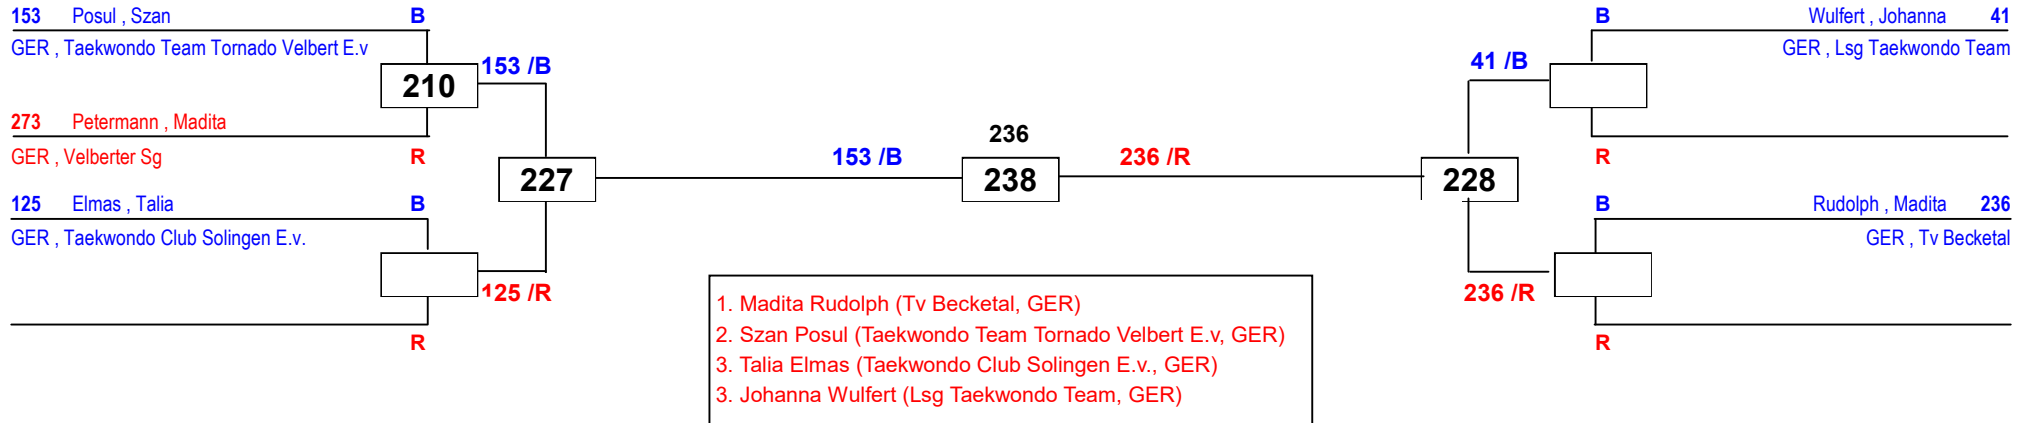 153 Posul , Szan B
GER , Taekwondo Team Tornado Velbert E.v
210
153 /B
273 Petermann , Madita
GER , Velberter Sg R
227
125 Elmas , Talia B
GER , Taekwondo Club Solingen E.v.
125 /R
R
153 /B
236
238
236 /R
B Wulfert , Johanna 41
GER , Lsg Taekwondo Team
41 /B
R
228
B Rudolph , Madita 236
GER , Tv Becketal
236 /R
R
1. Madita Rudolph (Tv Becketal, GER)
2. Szan Posul (Taekwondo Team Tornado Velbert E.v, GER)
3. Talia Elmas (Taekwondo Club Solingen E.v., GER)
3. Johanna Wulfert (Lsg Taekwondo Team, GER)